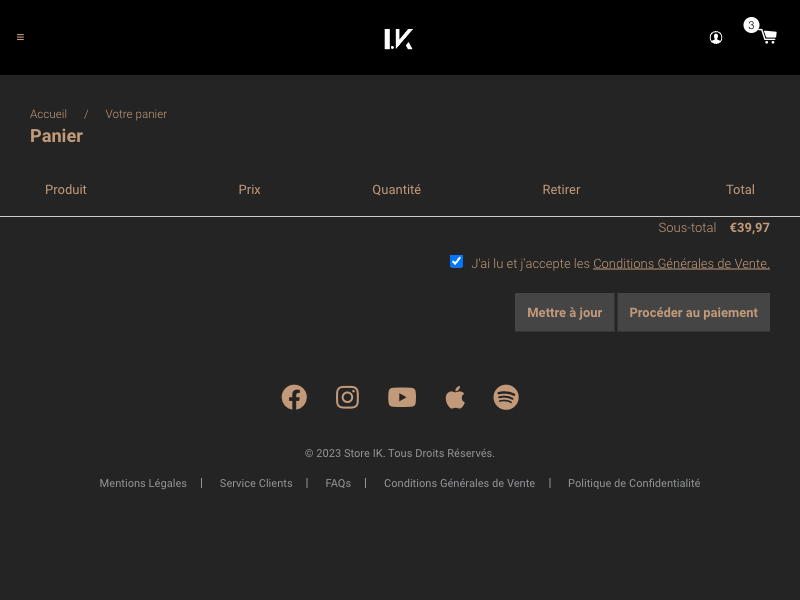 I.K
3
Accueil / Votre panier
Panier
Produit Prix Quantité Retirer Total
Sous-total €39,97
J'ai lu et j'accepte les Conditions Générales de Vente.
Mettre à jour Procéder au paiement
© 2023 Store IK. Tous Droits Réservés.
Mentions Légales | Service Clients | FAQs | Conditions Générales de Vente | Politique de Confidentialité